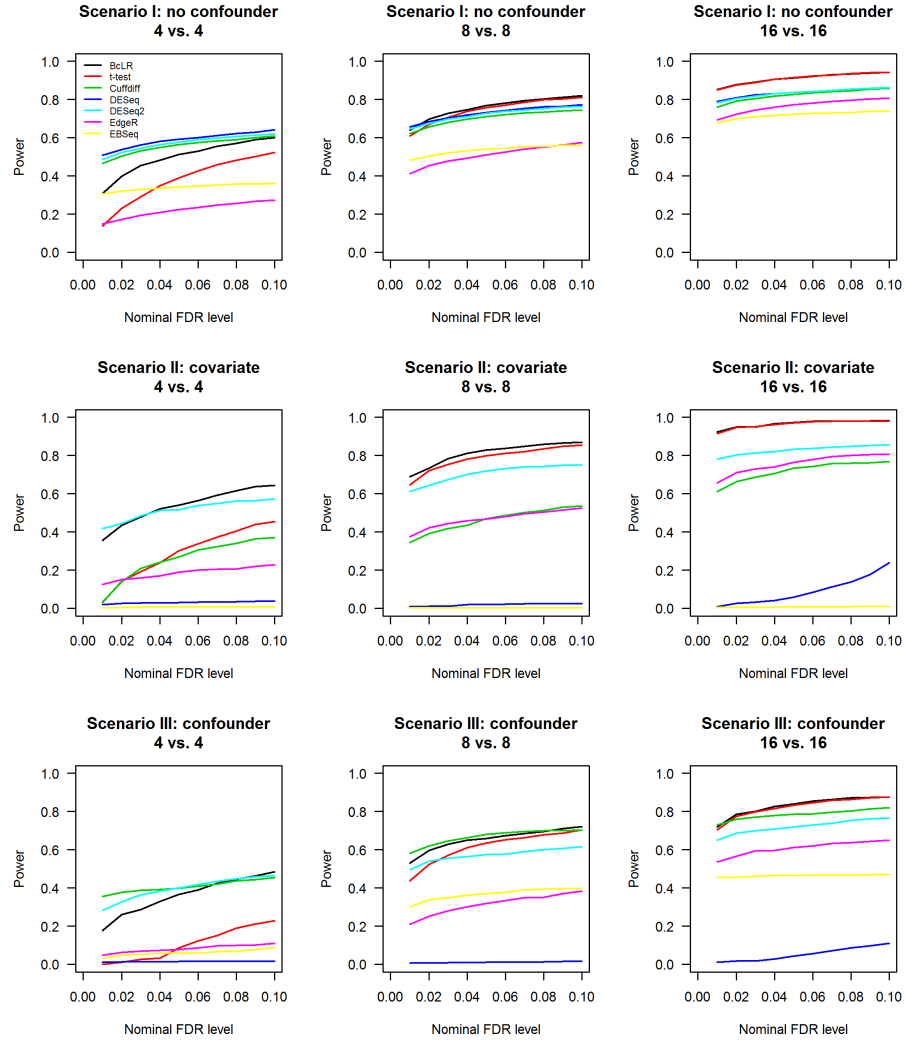 Scenario I: no confounder
4 vs. 4
Power
1.0
0.8
0.6
0.4
0.2
0.0
BcLR
t-test
Cuffdiff
DESeq
DESeq2
EdgeR
EBSeq
0.00 0.02 0.04 0.06 0.08 0.10
Nominal FDR level
Scenario I: no confounder
8 vs. 8
Power
1.0
0.8
0.6
0.4
0.2
0.0
0.00 0.02 0.04 0.06 0.08 0.10
Nominal FDR level
Scenario I: no confounder
16 vs. 16
Power
1.0
0.8
0.6
0.4
0.2
0.0
0.00 0.02 0.04 0.06 0.08 0.10
Nominal FDR level
Scenario II: covariate
4 vs. 4
Power
1.0
0.8
0.6
0.4
0.2
0.0
0.00 0.02 0.04 0.06 0.08 0.10
Nominal FDR level
Scenario II: covariate
8 vs. 8
Power
1.0
0.8
0.6
0.4
0.2
0.0
0.00 0.02 0.04 0.06 0.08 0.10
Nominal FDR level
Scenario II: covariate
16 vs. 16
Power
1.0
0.8
0.6
0.4
0.2
0.0
0.00 0.02 0.04 0.06 0.08 0.10
Nominal FDR level
Scenario III: confounder
4 vs. 4
Power
1.0
0.8
0.6
0.4
0.2
0.0
0.00 0.02 0.04 0.06 0.08 0.10
Nominal FDR level
Scenario III: confounder
8 vs. 8
Power
1.0
0.8
0.6
0.4
0.2
0.0
0.00 0.02 0.04 0.06 0.08 0.10
Nominal FDR level
Scenario III: confounder
16 vs. 16
Power
1.0
0.8
0.6
0.4
0.2
0.0
0.00 0.02 0.04 0.06 0.08 0.10
Nominal FDR level